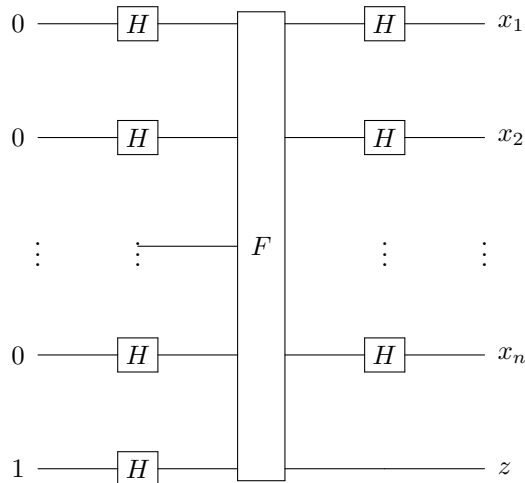 0 H H x₁
0 H H x₂
⋮ ⋮ F ⋮ ⋮
0 H H xₙ
1 H z